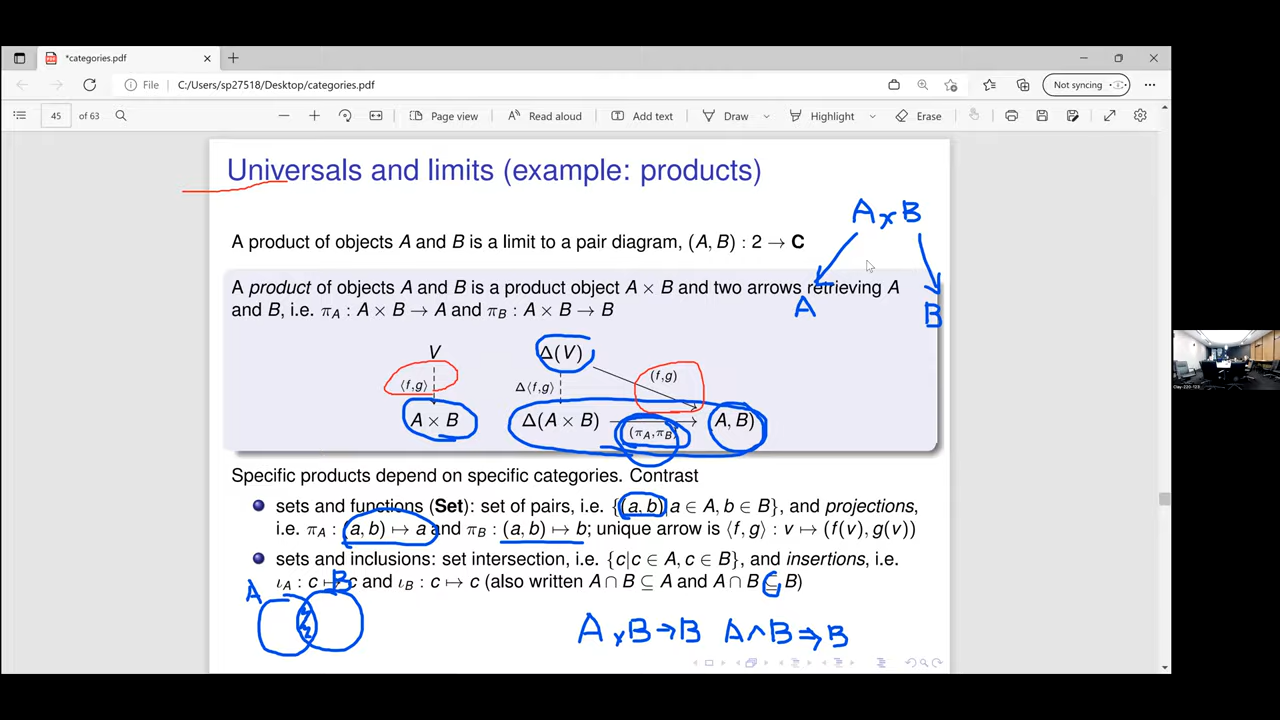 *categories.pdf
File C:/Users/sp27518/Desktop/categories.pdf Not syncing
45 of 63 Page view Read aloud Add text Draw Highlight Erase
Universals and limits (example: products)
A × B
A product of objects A and B is a limit to a pair diagram, (A, B) : 2 → C
A product of objects A and B is a product object A × B and two arrows retrieving A
and B, i.e. π_A : A × B → A and π_B : A × B → B
A B
V Δ(V)
⟨f,g⟩ Δ⟨f,g⟩ (f,g)
A × B Δ(A × B) (π_A,π_B) A, B)
Specific products depend on specific categories. Contrast
sets and functions (Set): set of pairs, i.e. {(a, b)|a ∈ A, b ∈ B}, and projections,
i.e. π_A : (a, b) ↦ a and π_B : (a, b) ↦ b; unique arrow is ⟨f, g⟩ : v ↦ (f(v), g(v))
sets and inclusions: set intersection, i.e. {c|c ∈ A, c ∈ B}, and insertions, i.e.
ι_A : c ↦ c and ι_B : c ↦ c (also written A ∩ B ⊆ A and A ∩ B ⊆ B)
A B
A × B → B A ∧ B ⇒ B
Clay-220-129